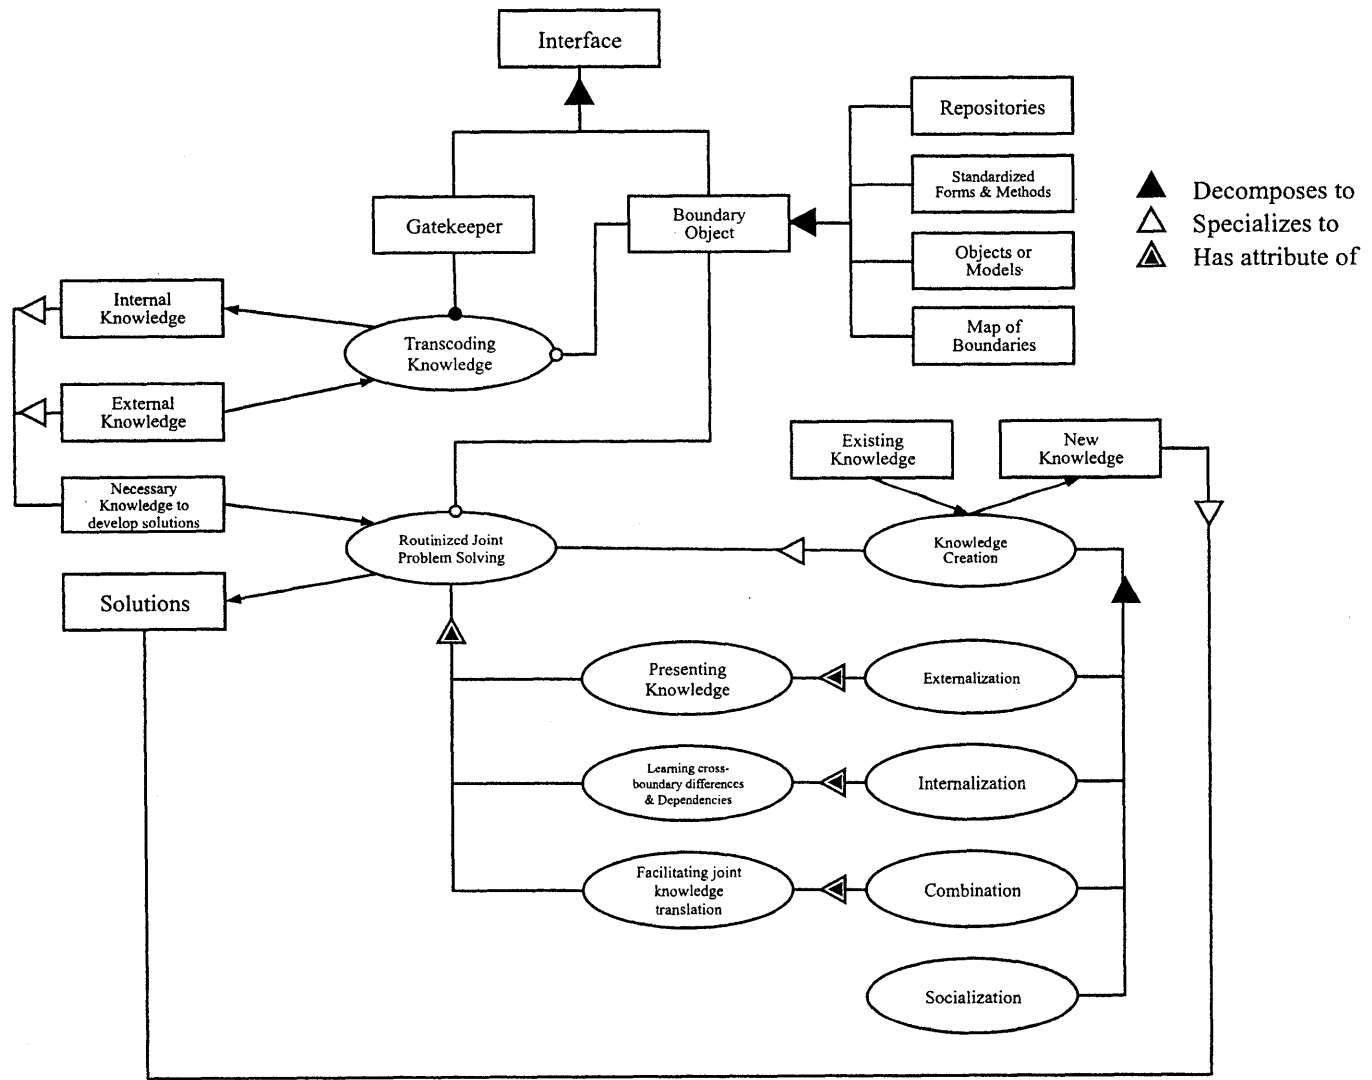 Interface
Repositories
Standardized
Forms & Methods
Decomposes to
Specializes to
Has attribute of
Gatekeeper
Boundary
Object
Objects or
Models
Internal
Knowledge
Transcoding
Knowledge
Map of
Boundaries
External
Knowledge
Existing
Knowledge
New
Knowledge
Necessary
Knowledge to
develop solutions
Routinized Joint
Problem Solving
Knowledge
Creation
Solutions
Presenting
Knowledge
Externalization
Learning cross-
boundary differences
& Dependencies
Internalization
Facilitating joint
knowledge
translation
Combination
Socialization